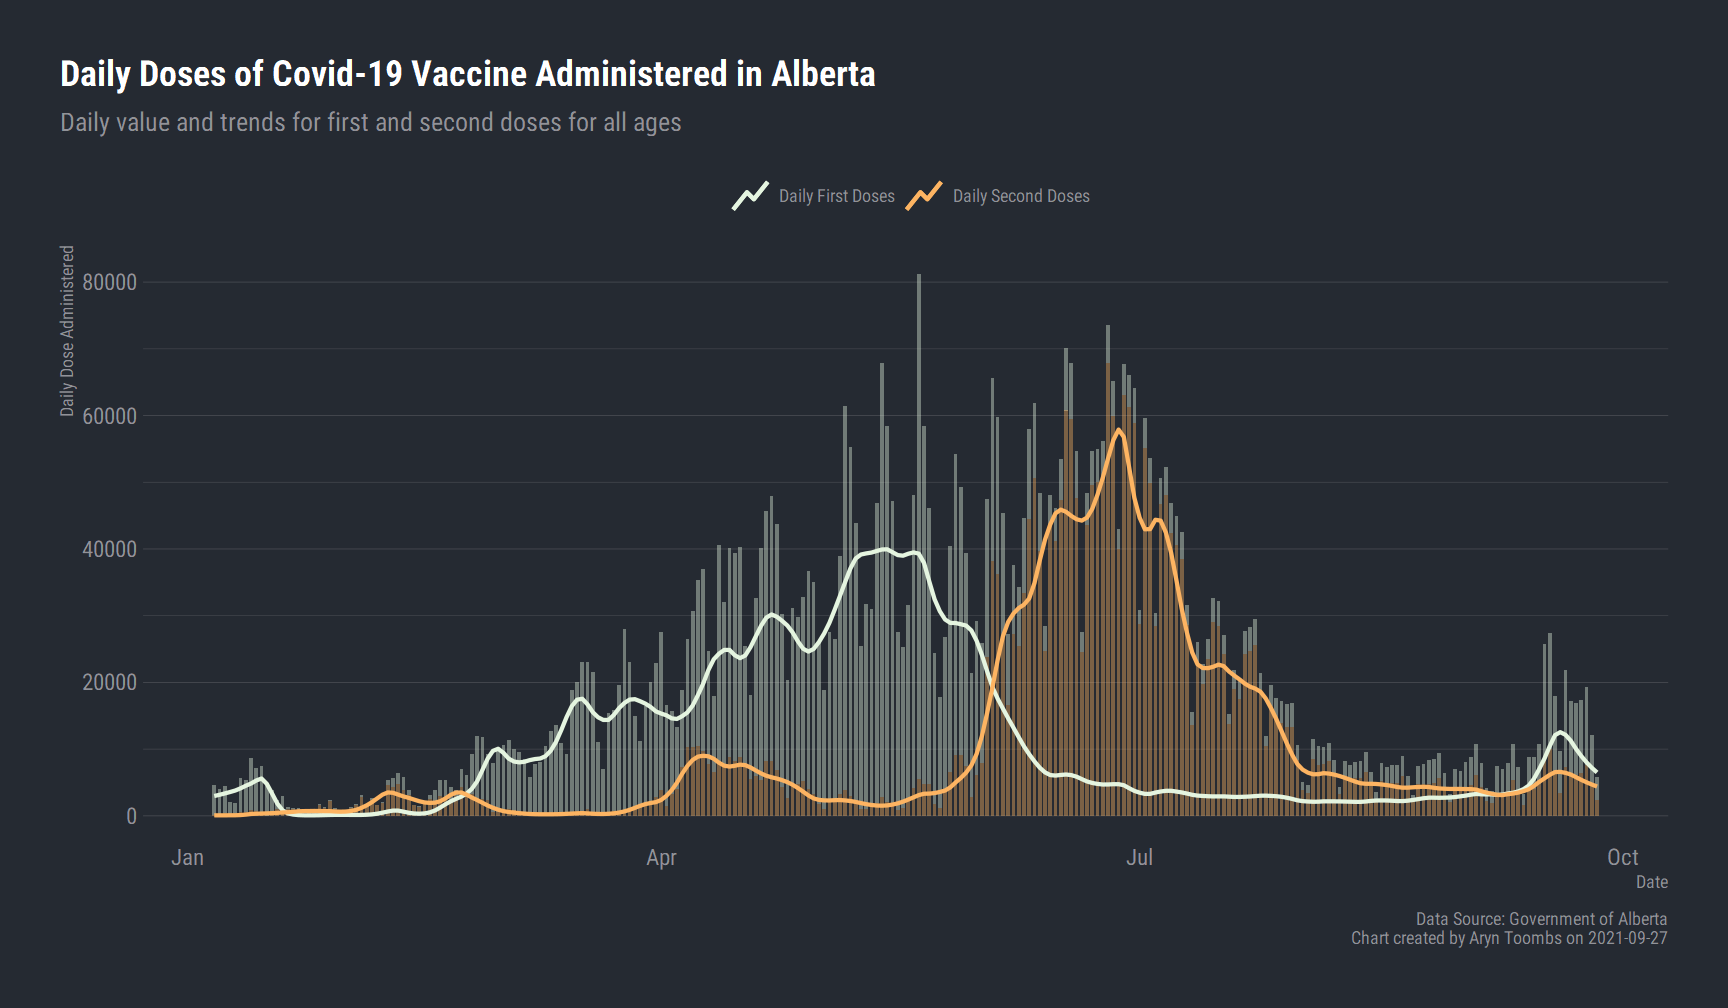 Daily Doses of Covid-19 Vaccine Administered in Alberta
Daily value and trends for first and second doses for all ages
Daily First Doses
Daily Second Doses
Daily Dose Administered
80000
60000
40000
20000
0
Jan
Apr
Jul
Oct
Date
Data Source: Government of Alberta
Chart created by Aryn Toombs on 2021-09-27